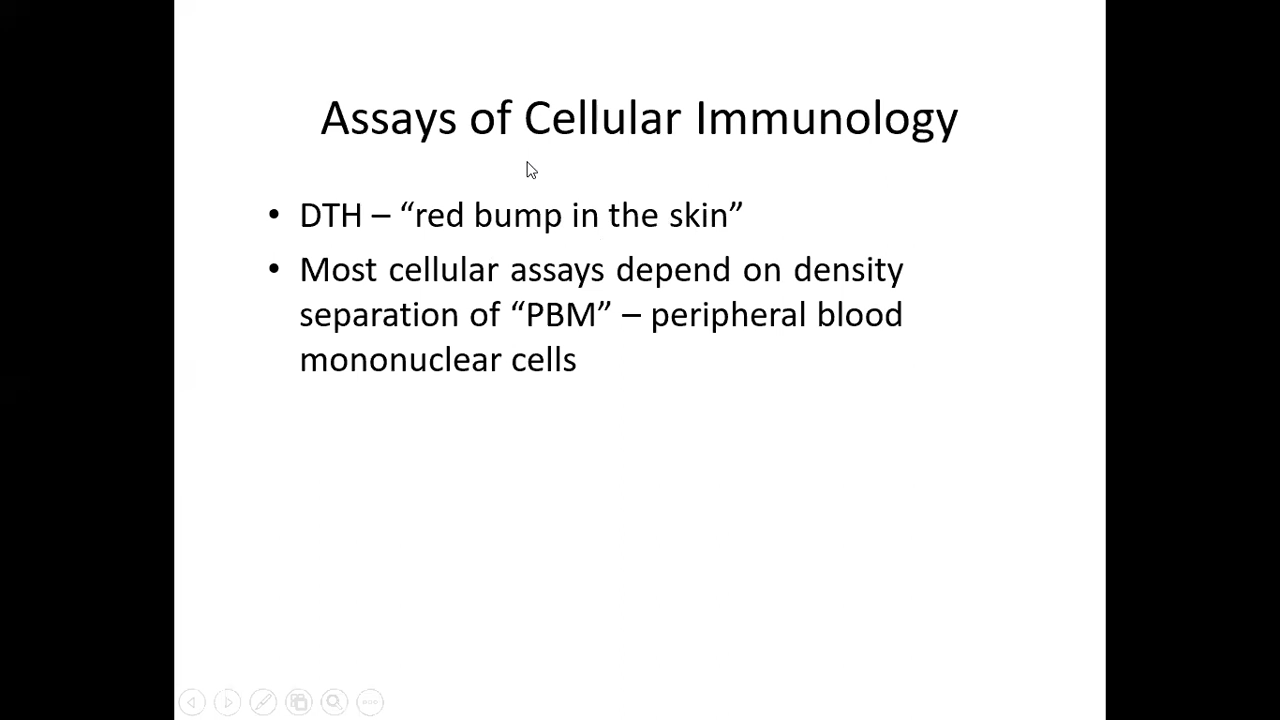 Assays of Cellular Immunology
• DTH – “red bump in the skin”
• Most cellular assays depend on density
separation of “PBM” – peripheral blood
mononuclear cells